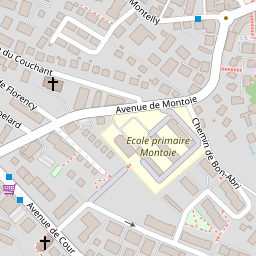 Montelly
du Couchant
de Florency
Avenue de Montoie
Chemin de Bon-Abri
Ecole primaire
Montoie
Avenue de Cour